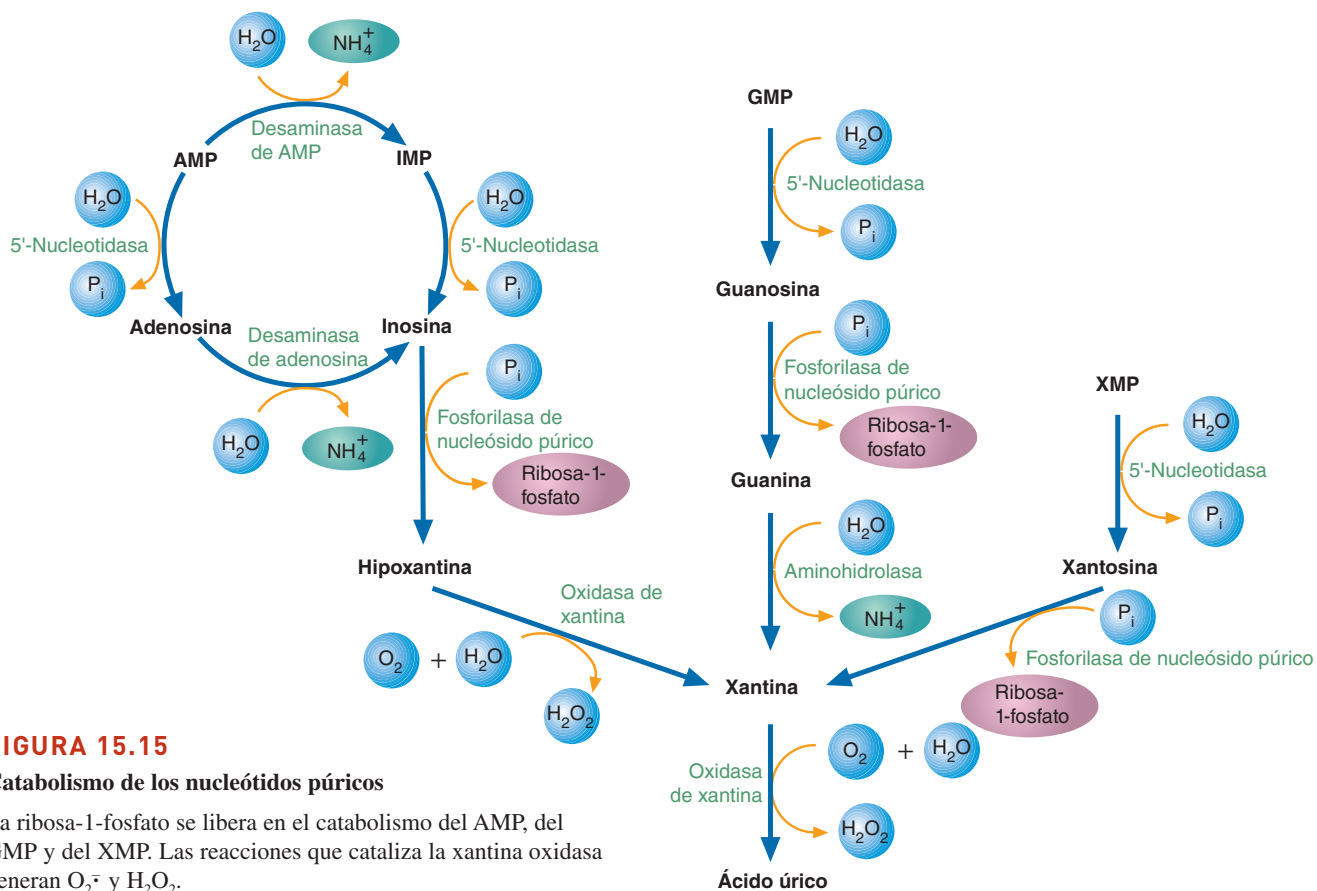 H₂O
NH₄⁺
Desaminasa
de AMP
AMP
IMP
H₂O
5'-Nucleotidasa
Pᵢ
H₂O
5'-Nucleotidasa
Pᵢ
Adenosina
Inosina
Desaminasa
de adenosina
H₂O
NH₄⁺
Pᵢ
Fosforilasa de
nucleósido púrico
Ribosa-1-
fosfato
Hipoxantina
Oxidasa de
xantina
O₂ + H₂O
H₂O₂
GMP
H₂O
5'-Nucleotidasa
Pᵢ
Guanosina
Pᵢ
Fosforilasa de
nucleósido púrico
Ribosa-1-
fosfato
Guanina
H₂O
Aminohidrolasa
NH₄⁺
XMP
H₂O
5'-Nucleotidasa
Pᵢ
Xantosina
Pᵢ
Fosforilasa de nucleósido púrico
Ribosa-
1-fosfato
Xantina
O₂ + H₂O
Oxidasa
de xantina
H₂O₂
Ácido úrico
IGURA 15.15
atabolismo de los nucleótidos púricos
a ribosa-1-fosfato se libera en el catabolismo del AMP, del
MP y del XMP. Las reacciones que cataliza la xantina oxidasa
eneran O₂⁻· y H₂O₂.